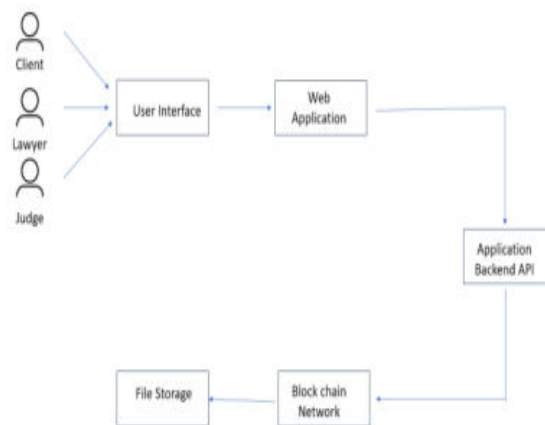 Client
Lawyer
Judge
User Interface
Web
Application
Application
Backend API
Block chain
Network
File Storage